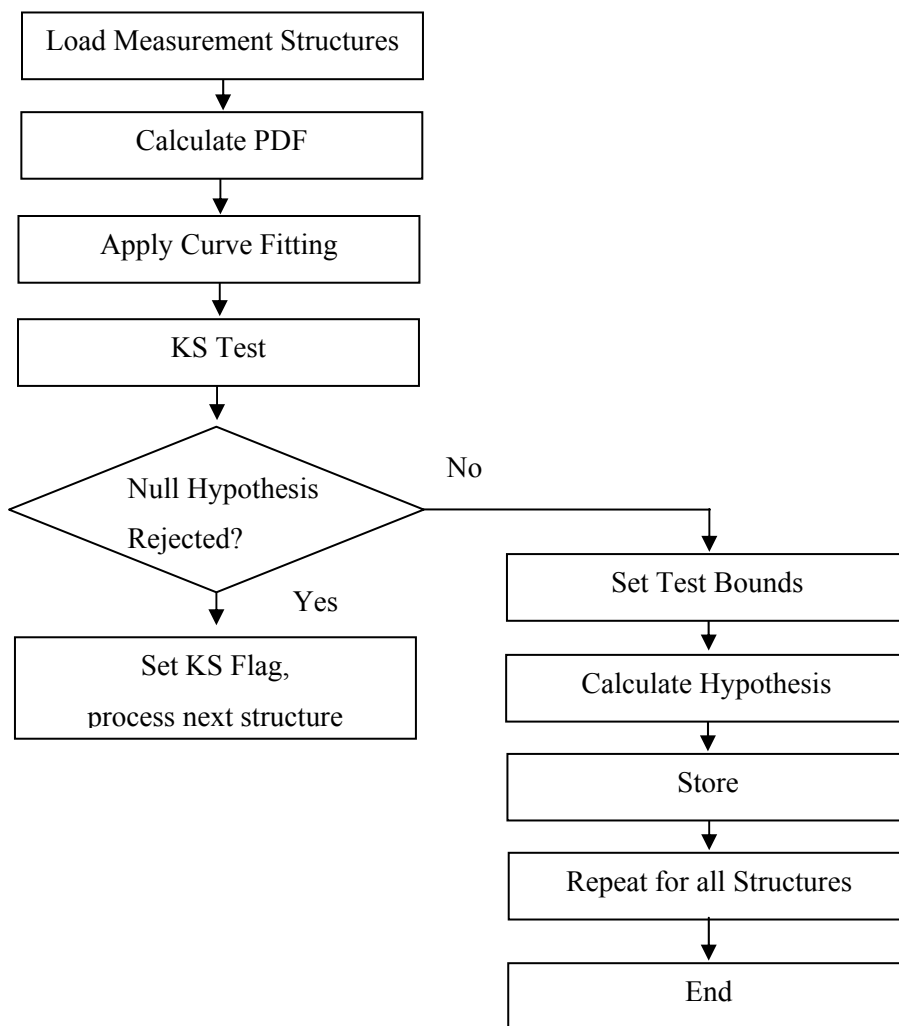 Load Measurement Structures
Calculate PDF
Apply Curve Fitting
KS Test
Null Hypothesis
Rejected?
No
Yes
Set KS Flag,
process next structure
Set Test Bounds
Calculate Hypothesis
Store
Repeat for all Structures
End